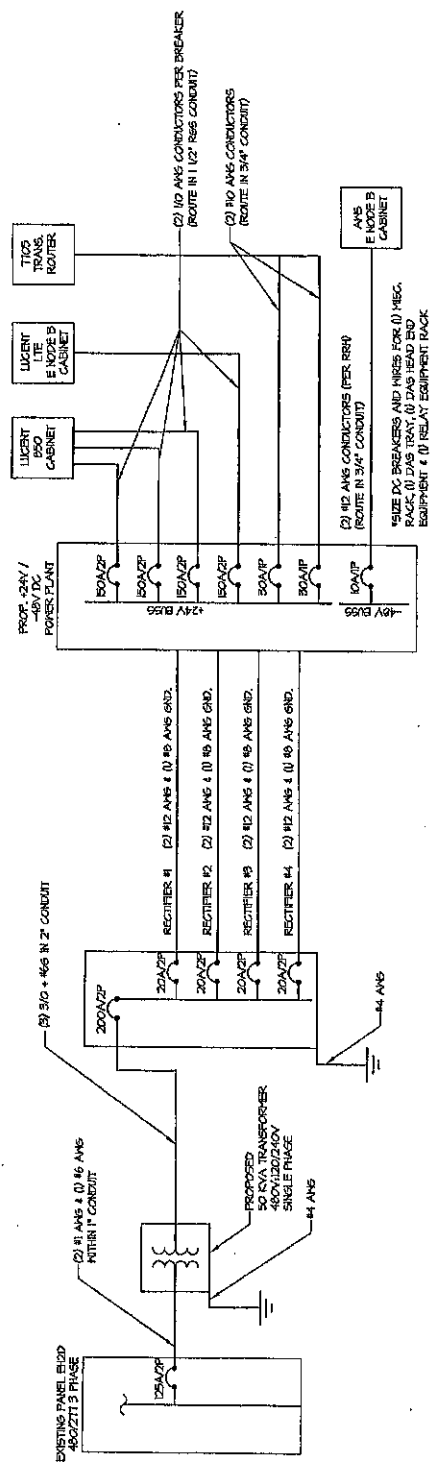 EXISTING PANEL EH2D
480/277 3 PHASE
125A/2P
(2) #1 AWG & (1) #6 AWG
WITHIN 1" CONDUIT
PROPOSED
50 KVA TRANSFORMER
480V:120/240V
SINGLE PHASE
#4 AWG
(3) 3/0 + #6G IN 2" CONDUIT
200A/2P
20A/2P
20A/2P
20A/2P
20A/2P
#4 AWG
RECTIFIER #1 (2) #12 AWG & (1) #8 AWG GND.
RECTIFIER #2 (2) #12 AWG & (1) #8 AWG GND.
RECTIFIER #3 (2) #12 AWG & (1) #8 AWG GND.
RECTIFIER #4 (2) #12 AWG & (1) #8 AWG GND.
PROP. +24V /
-48V DC
POWER PLANT
150A/2P
150A/2P
150A/2P
150A/2P
30A/1P
30A/1P
+24V BUSS
10A/1P
-48V BUSS
LUCENT
850
CABINET
LUCENT
LTE
E NODE B
CABINET
7705
TRANS.
ROUTER
(2) 1/0 AWG CONDUCTORS PER BREAKER
(ROUTE IN 1 1/2" RGS CONDUIT)
(2) #10 AWG CONDUCTORS
(ROUTE IN 3/4" CONDUIT)
(2) #12 AWG CONDUCTORS (PER RRH)
(ROUTE IN 3/4" CONDUIT)
AWS
E NODE B
CABINET
*SIZE DC BREAKERS AND WIRES FOR (1) MISC.
RACK, (1) DAS TRAY, (1) DAS HEAD END
EQUIPMENT & (1) RELAY EQUIPMENT RACK